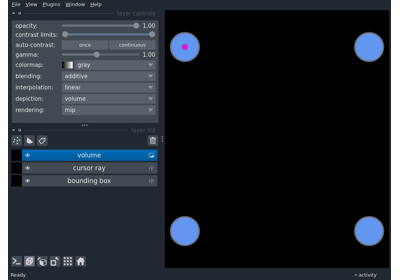 File View Plugins Window Help
layer controls
opacity: 1.00
contrast limits:
auto-contrast: once continuous
gamma: 1.00
colormap: gray
blending: additive
interpolation: linear
depiction: volume
rendering: mip
layer list
volume
cursor ray
bounding box
Ready
activity